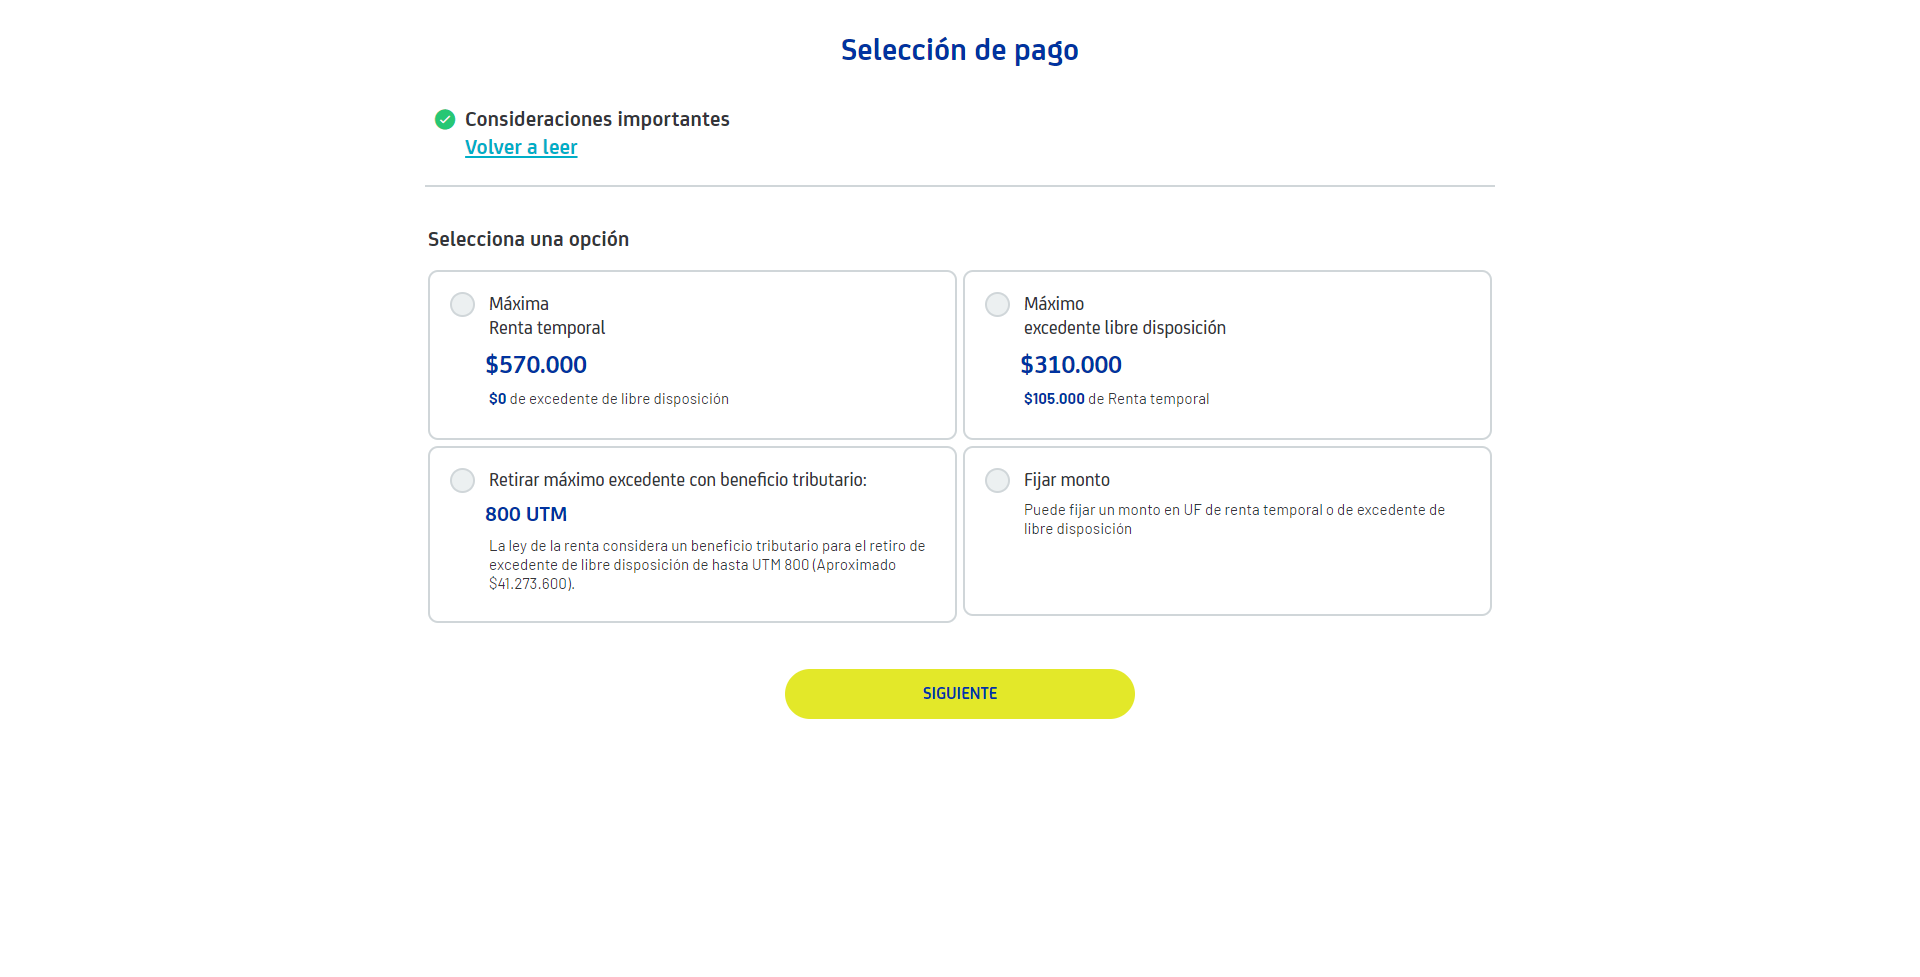 Selección de pago
Consideraciones importantes
Volver a leer
Selecciona una opción
Máxima
Renta temporal
$570.000
$0 de excedente de libre disposición
Máximo
excedente libre disposición
$310.000
$105.000 de Renta temporal
Retirar máximo excedente con beneficio tributario:
800 UTM
La ley de la renta considera un beneficio tributario para el retiro de
excedente de libre disposición de hasta UTM 800 (Aproximado
$41.273.600).
Fijar monto
Puede fijar un monto en UF de renta temporal o de excedente de
libre disposición
SIGUIENTE